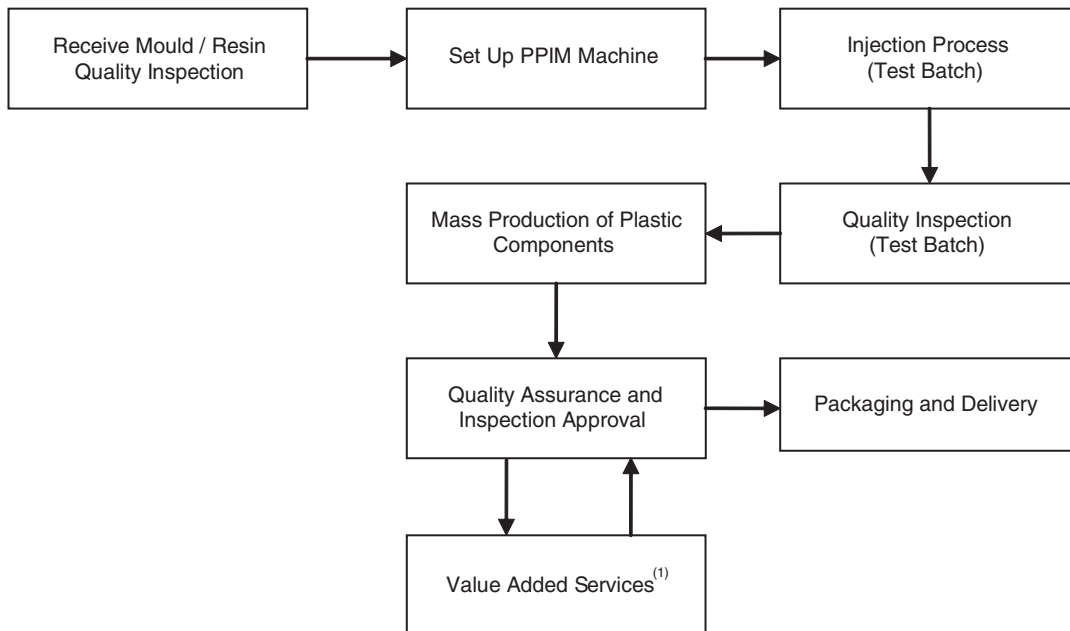 Receive Mould / Resin
Quality Inspection
Set Up PPIM Machine
Injection Process
(Test Batch)
Mass Production of Plastic
Components
Quality Inspection
(Test Batch)
Quality Assurance and
Inspection Approval
Packaging and Delivery
Value Added Services(1)